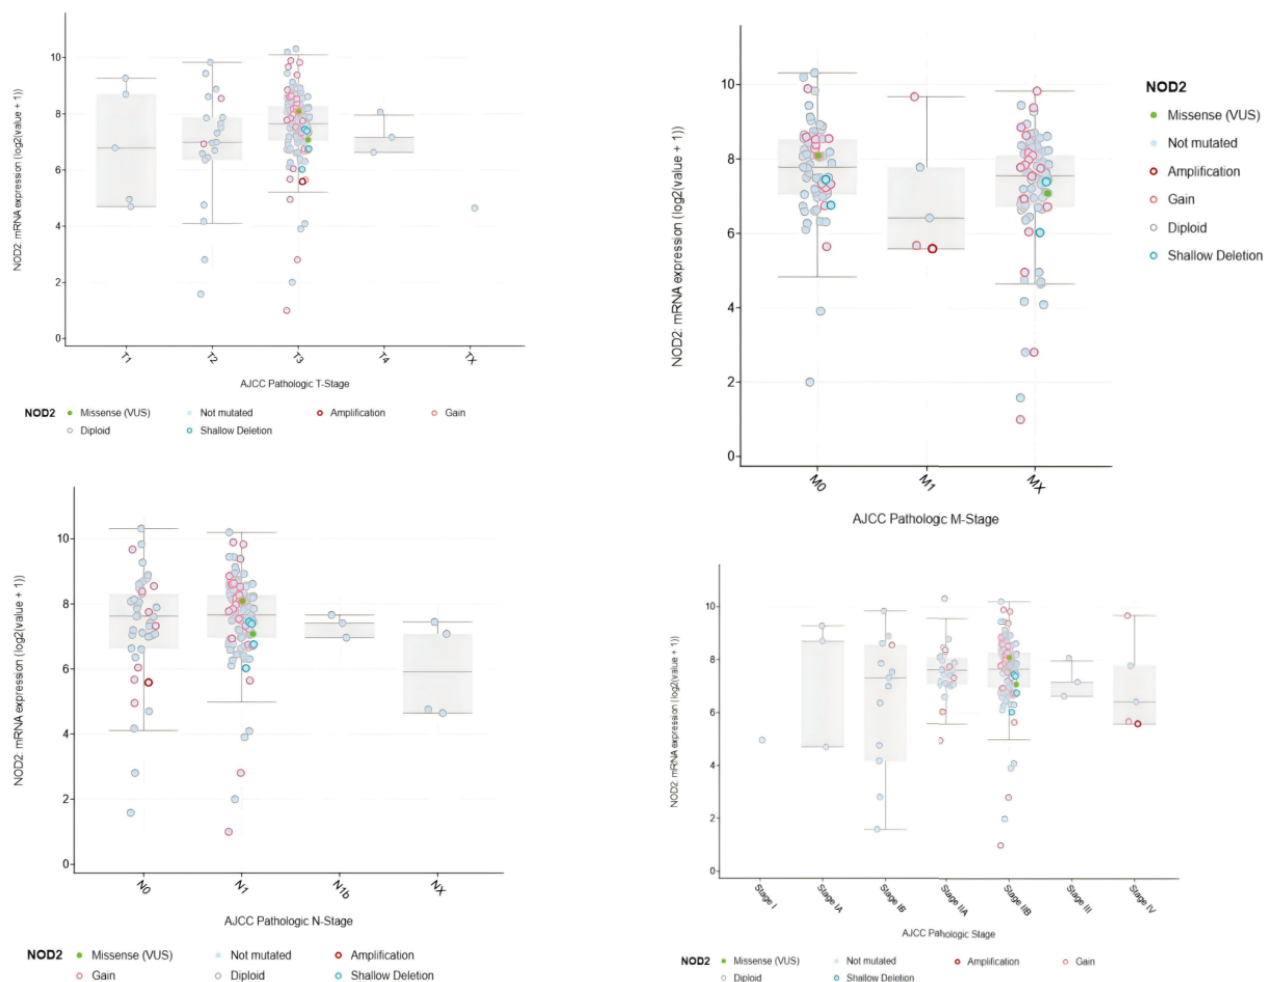 NOD2: mRNA expression (log2(value + 1))
10
8
6
4
2
0
T1
T2
T3
T4
TX
AJCC Pathologic T-Stage
NOD2 Missense (VUS) Not mutated Amplification Gain
Diploid Shallow Deletion
NOD2: mRNA expression (log2(value + 1))
10
8
6
4
2
0
M0
M1
MX
AJCC Pathologic M-Stage
NOD2
Missense (VUS)
Not mutated
Amplification
Gain
Diploid
Shallow Deletion
NOD2: mRNA expression (log2(value + 1))
10
8
6
4
2
0
N0
N1
N1b
NX
AJCC Pathologic N-Stage
NOD2 Missense (VUS) Not mutated Amplification
Gain Diploid Shallow Deletion
NOD2: mRNA expression (log2(value + 1))
10
8
6
4
2
0
Stage I
Stage IA
Stage IB
Stage IIA
Stage IIB
Stage III
Stage IV
AJCC Pathologic Stage
NOD2 Missense (VUS) Not mutated Amplification Gain
Diploid Shallow Deletion